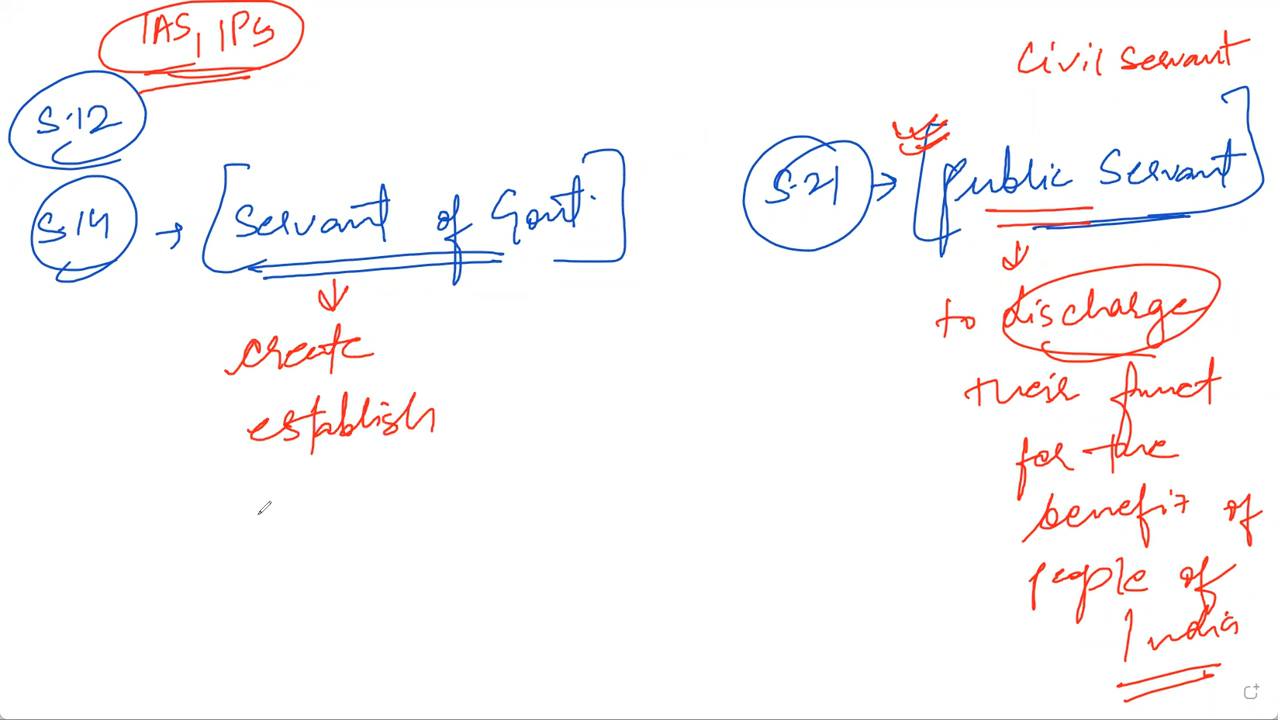 IAS, IPS
S.12
S.14 → [Servant of Govt.]
↓
create
establish
Civil Servant
S.21 → [Public Servant]
↓
to discharge
their funct
for the
benefit of
people of
India